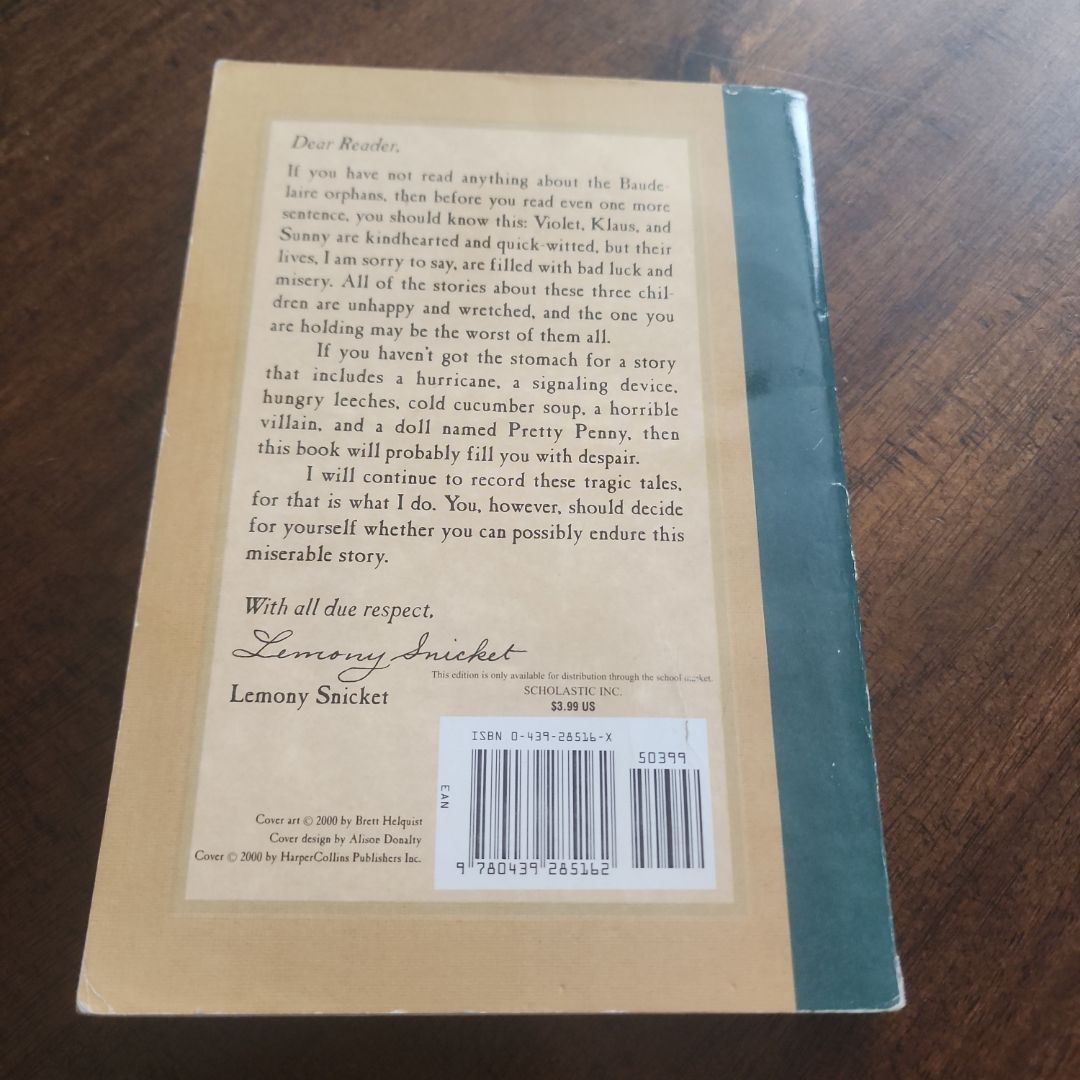 Dear Reader,
If you have not read anything about the Baude-
laire orphans, then before you read even one more
sentence, you should know this: Violet, Klaus, and
Sunny are kindhearted and quick-witted, but their
lives, I am sorry to say, are filled with bad luck and
misery. All of the stories about these three chil-
dren are unhappy and wretched, and the one you
are holding may be the worst of them all.
If you haven't got the stomach for a story
that includes a hurricane, a signaling device,
hungry leeches, cold cucumber soup, a horrible
villain, and a doll named Pretty Penny, then
this book will probably fill you with despair.
I will continue to record these tragic tales,
for that is what I do. You, however, should decide
for yourself whether you can possibly endure this
miserable story.
With all due respect,
Lemony Snicket
Lemony Snicket
This edition is only available for distribution through the school market.
SCHOLASTIC INC.
$3.99 US
ISBN 0-439-28516-X
50399
EAN
9 780439 285162
Cover art © 2000 by Brett Helquist
Cover design by Alison Donalty
Cover © 2000 by HarperCollins Publishers Inc.